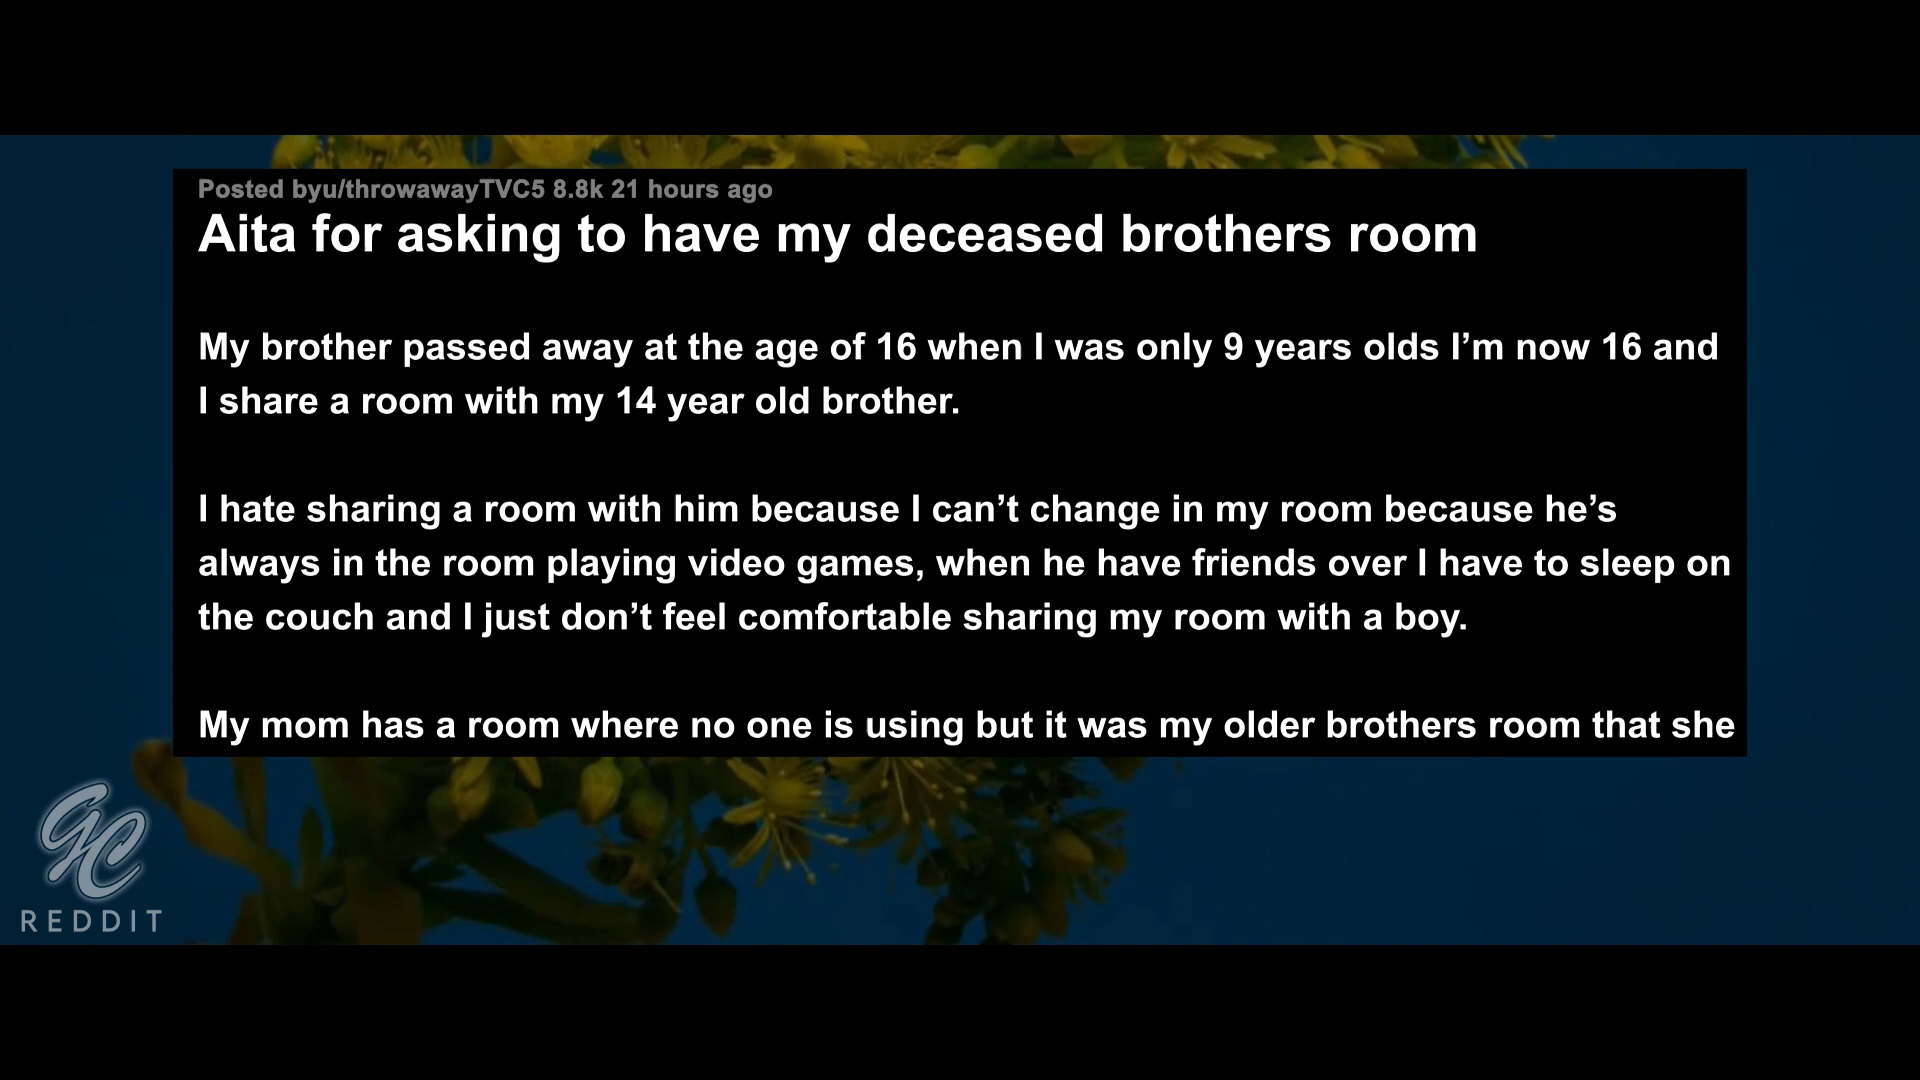 Posted byu/throwawayTVC5 8.8k 21 hours ago
Aita for asking to have my deceased brothers room
My brother passed away at the age of 16 when I was only 9 years olds I’m now 16 and
I share a room with my 14 year old brother.
I hate sharing a room with him because I can’t change in my room because he’s
always in the room playing video games, when he have friends over I have to sleep on
the couch and I just don’t feel comfortable sharing my room with a boy.
My mom has a room where no one is using but it was my older brothers room that she
GC
REDDIT